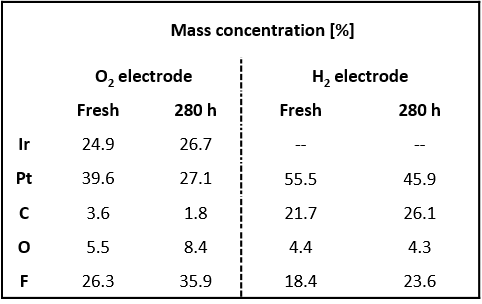 Mass concentration [%]
O2 electrode H2 electrode
Fresh 280 h Fresh 280 h
Ir 24.9 26.7 -- --
Pt 39.6 27.1 55.5 45.9
C 3.6 1.8 21.7 26.1
O 5.5 8.4 4.4 4.3
F 26.3 35.9 18.4 23.6